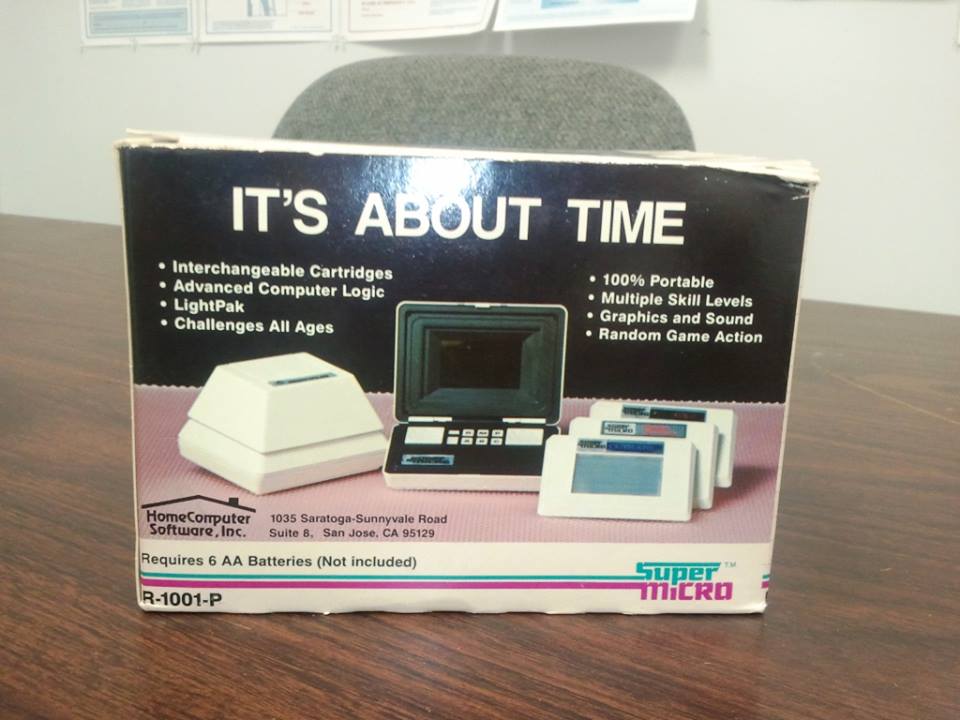 IT'S ABOUT TIME
• Interchangeable Cartridges
• Advanced Computer Logic
• LightPak
• Challenges All Ages
• 100% Portable
• Multiple Skill Levels
• Graphics and Sound
• Random Game Action
HomeComputer
Software, Inc.
1035 Saratoga-Sunnyvale Road
Suite 8, San Jose, CA 95129
Requires 6 AA Batteries (Not included)
R-1001-P
Super TM
MICRO